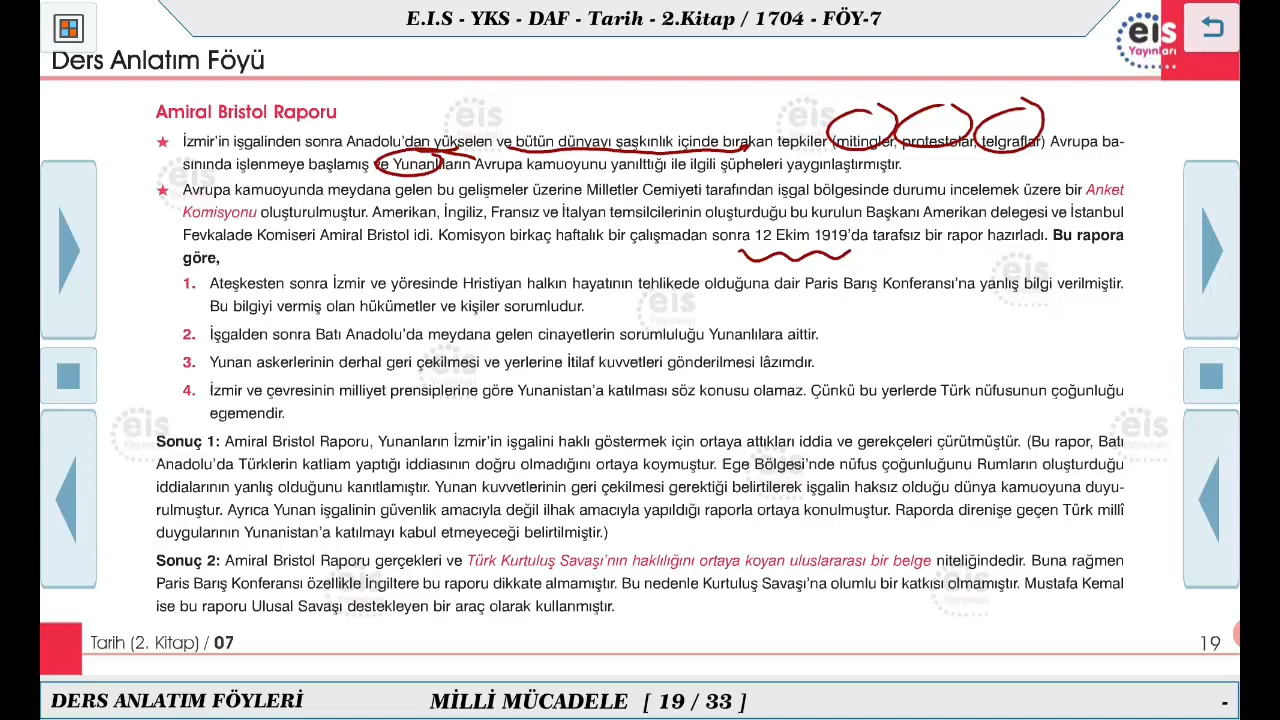 E.I.S - YKS - DAF - Tarih - 2.Kitap / 1704 - FÖY-7
eis
Yayınları
Ders Anlatım Föyü
Amiral Bristol Raporu
İzmir'in işgalinden sonra Anadolu'dan yükselen ve bütün dünyayı şaşkınlık içinde bırakan tepkiler (mitingler, protestolar, telgraflar) Avrupa ba-
sınında işlenmeye başlamış ve Yunanlıların Avrupa kamuoyunu yanılttığı ile ilgili şüpheleri yaygınlaştırmıştır.
Avrupa kamuoyunda meydana gelen bu gelişmeler üzerine Milletler Cemiyeti tarafından işgal bölgesinde durumu incelemek üzere bir Anket
Komisyonu oluşturulmuştur. Amerikan, İngiliz, Fransız ve İtalyan temsilcilerinin oluşturduğu bu kurulun Başkanı Amerikan delegesi ve İstanbul
Fevkalade Komiseri Amiral Bristol idi. Komisyon birkaç haftalık bir çalışmadan sonra 12 Ekim 1919'da tarafsız bir rapor hazırladı. Bu rapora
göre,
1. Ateşkesten sonra İzmir ve yöresinde Hristiyan halkın hayatının tehlikede olduğuna dair Paris Barış Konferansı'na yanlış bilgi verilmiştir.
Bu bilgiyi vermiş olan hükümetler ve kişiler sorumludur.
2. İşgalden sonra Batı Anadolu'da meydana gelen cinayetlerin sorumluluğu Yunanlılara aittir.
3. Yunan askerlerinin derhal geri çekilmesi ve yerlerine İtilaf kuvvetleri gönderilmesi lâzımdır.
4. İzmir ve çevresinin milliyet prensiplerine göre Yunanistan'a katılması söz konusu olamaz. Çünkü bu yerlerde Türk nüfusunun çoğunluğu
egemendir.
Sonuç 1: Amiral Bristol Raporu, Yunanların İzmir'in işgalini haklı göstermek için ortaya attıkları iddia ve gerekçeleri çürütmüştür. (Bu rapor, Batı
Anadolu'da Türklerin katliam yaptığı iddiasının doğru olmadığını ortaya koymuştur. Ege Bölgesi'nde nüfus çoğunluğunu Rumların oluşturduğu
iddialarının yanlış olduğunu kanıtlamıştır. Yunan kuvvetlerinin geri çekilmesi gerektiği belirtilerek işgalin haksız olduğu dünya kamuoyuna duyu-
rulmuştur. Ayrıca Yunan işgalinin güvenlik amacıyla değil ilhak amacıyla yapıldığı raporla ortaya konulmuştur. Raporda direnişe geçen Türk millî
duygularının Yunanistan'a katılmayı kabul etmeyeceği belirtilmiştir.)
Sonuç 2: Amiral Bristol Raporu gerçekleri ve Türk Kurtuluş Savaşı'nın haklılığını ortaya koyan uluslararası bir belge niteliğindedir. Buna rağmen
Paris Barış Konferansı özellikle İngiltere bu raporu dikkate almamıştır. Bu nedenle Kurtuluş Savaşı'na olumlu bir katkısı olmamıştır. Mustafa Kemal
ise bu raporu Ulusal Savaşı destekleyen bir araç olarak kullanmıştır.
Tarih (2. Kitap) / 07
19
DERS ANLATIM FÖYLERİ
MİLLİ MÜCADELE [ 19 / 33 ]
-